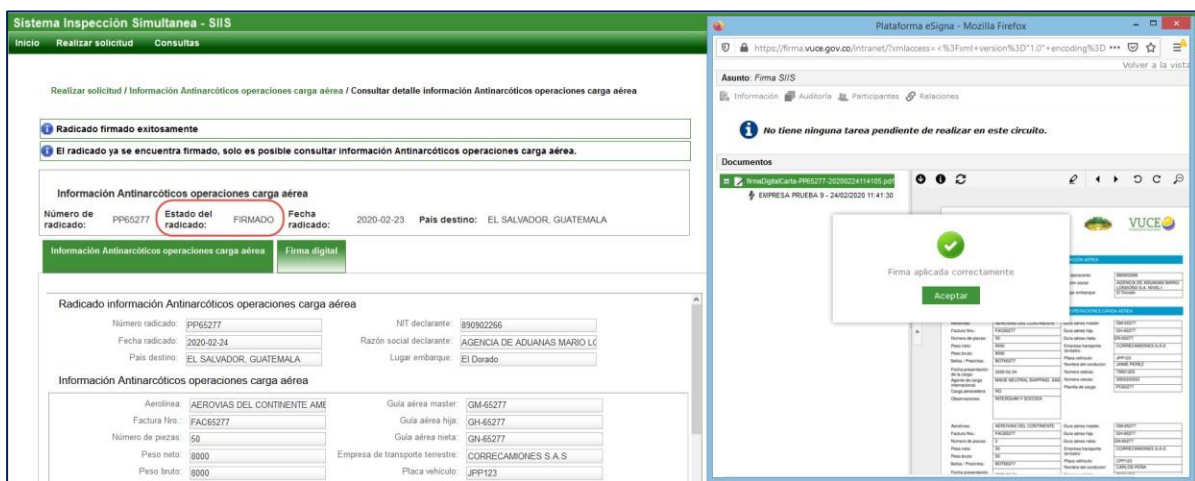 Sistema Inspección Simultanea - SIIS
Inicio Realizar solicitud Consultas
Realizar solicitud / Información Antinarcóticos operaciones carga aérea / Consultar detalle información Antinarcóticos operaciones carga aérea
Radicado firmado exitosamente
El radicado ya se encuentra firmado, solo es posible consultar información Antinarcóticos operaciones carga aérea.
Información Antinarcóticos operaciones carga aérea
Número de radicado: PP65277 Estado del radicado: FIRMADO Fecha radicado: 2020-02-23 País destino: EL SALVADOR, GUATEMALA
Información Antinarcóticos operaciones carga aérea Firma digital
Radicado información Antinarcóticos operaciones carga aérea
Número radicado: PP65277 NIT declarante: 890902266
Fecha radicado: 2020-02-24 Razón social declarante: AGENCIA DE ADUANAS MARIO LO
País destino: EL SALVADOR, GUATEMALA Lugar embarque: El Dorado
Información Antinarcóticos operaciones carga aérea
Aerolínea: AEROVIAS DEL CONTINENTE AME Guía aérea master: GM-65277
Factura Nro.: FAC65277 Guía aérea hija: GH-65277
Número de piezas: 50 Guía aérea nieta: GN-65277
Peso neto: 8000 Empresa de transporte terrestre: CORRECAMIONES S.A.S
Peso bruto: 8000 Placa vehículo: JPP123
Plataforma eSigna - Mozilla Firefox
https://firma.vuce.gov.co/intranet/?xmlaccess=<%3Fxml+version%3D"1.0"+encoding%3D
Volver a la vista
Asunto: Firma SIIS
Información Auditoría Participantes Relaciones
No tiene ninguna tarea pendiente de realizar en este circuito.
Documentos
firmaDigitalCarta-PP65277-20200224114105.pdf
EMPRESA PRUEBA 9 - 24/02/2020 11:41:30
VUCE
Firma aplicada correctamente
Aceptar